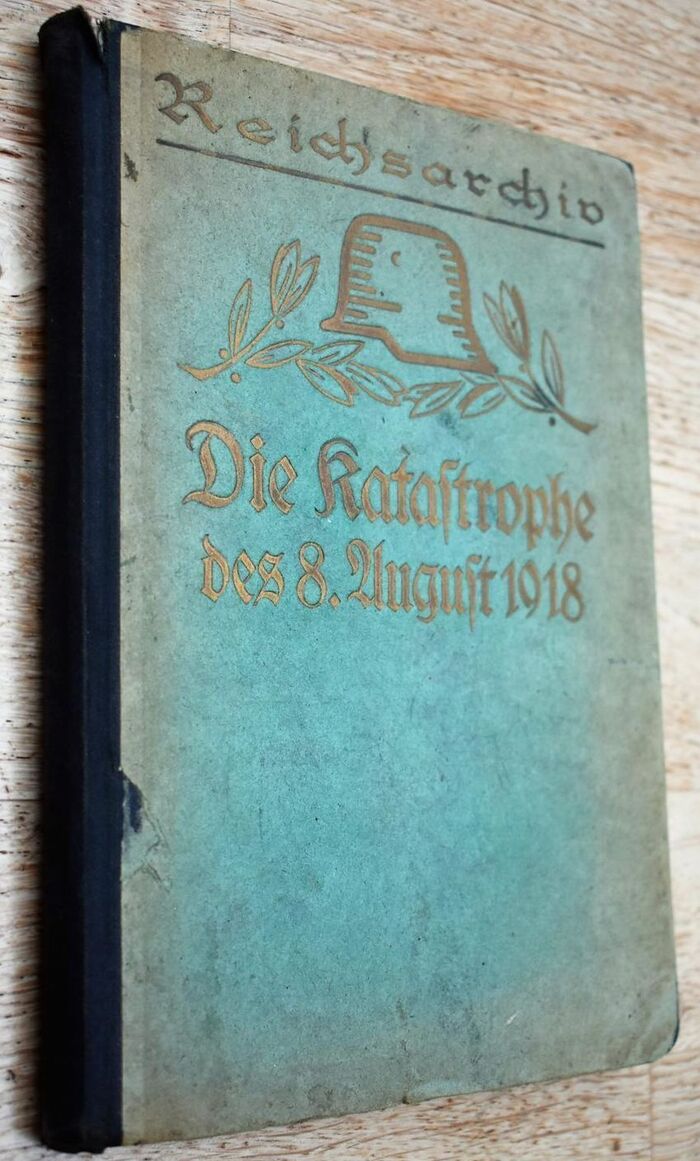 Reichsarchiv
Die Kataſtrophe
des 8. Auguſt 1918